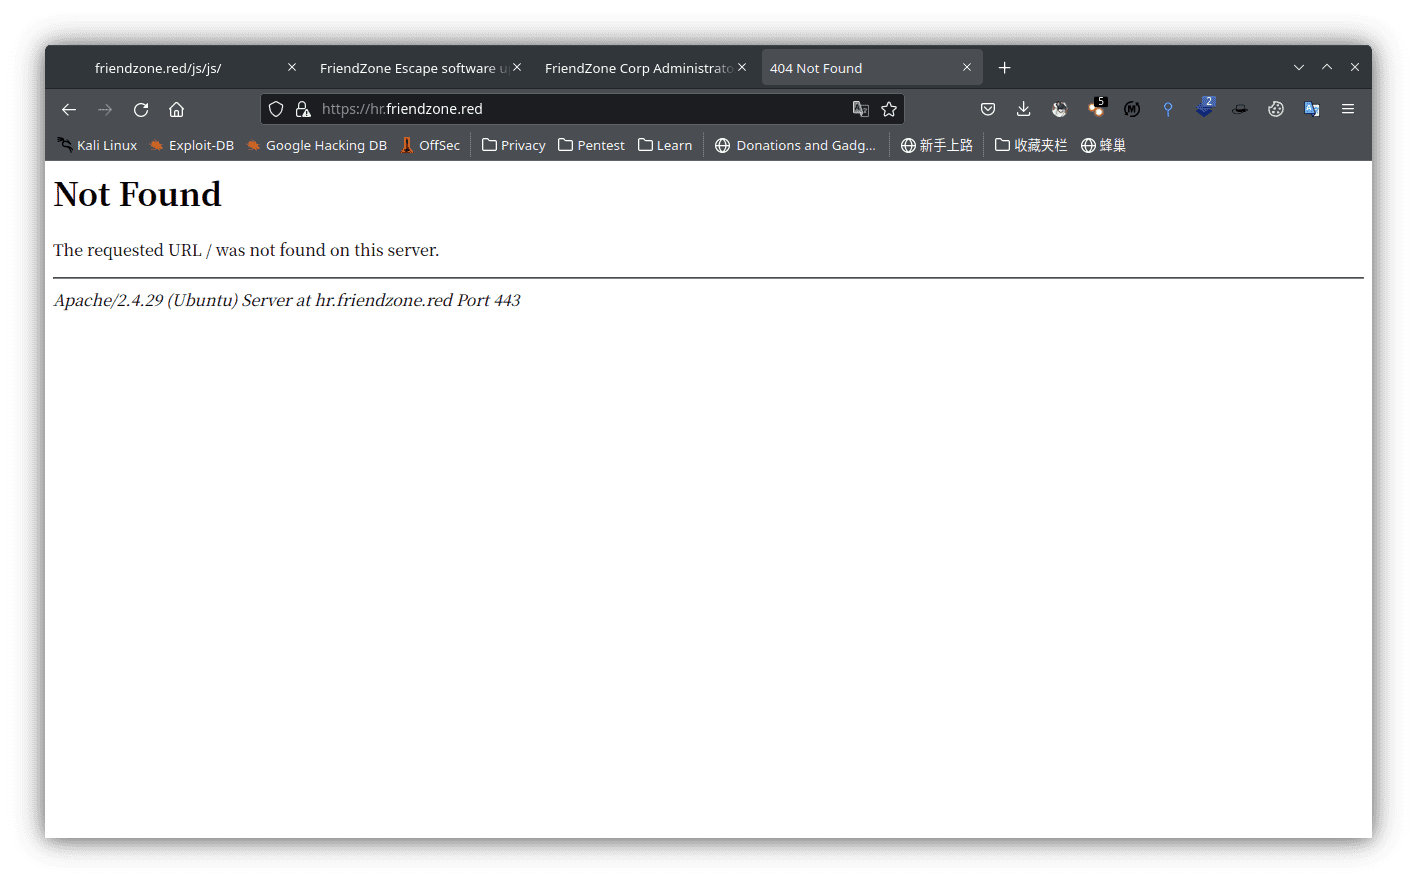 friendzone.red/js/js/
FriendZone Escape software u
FriendZone Corp Administrato
404 Not Found
https://hr.friendzone.red
5
2
Kali Linux
Exploit-DB
Google Hacking DB
OffSec
Privacy
Pentest
Learn
Donations and Gadg...
新手上路
收藏夹栏
蜂巢
Not Found
The requested URL / was not found on this server.
Apache/2.4.29 (Ubuntu) Server at hr.friendzone.red Port 443